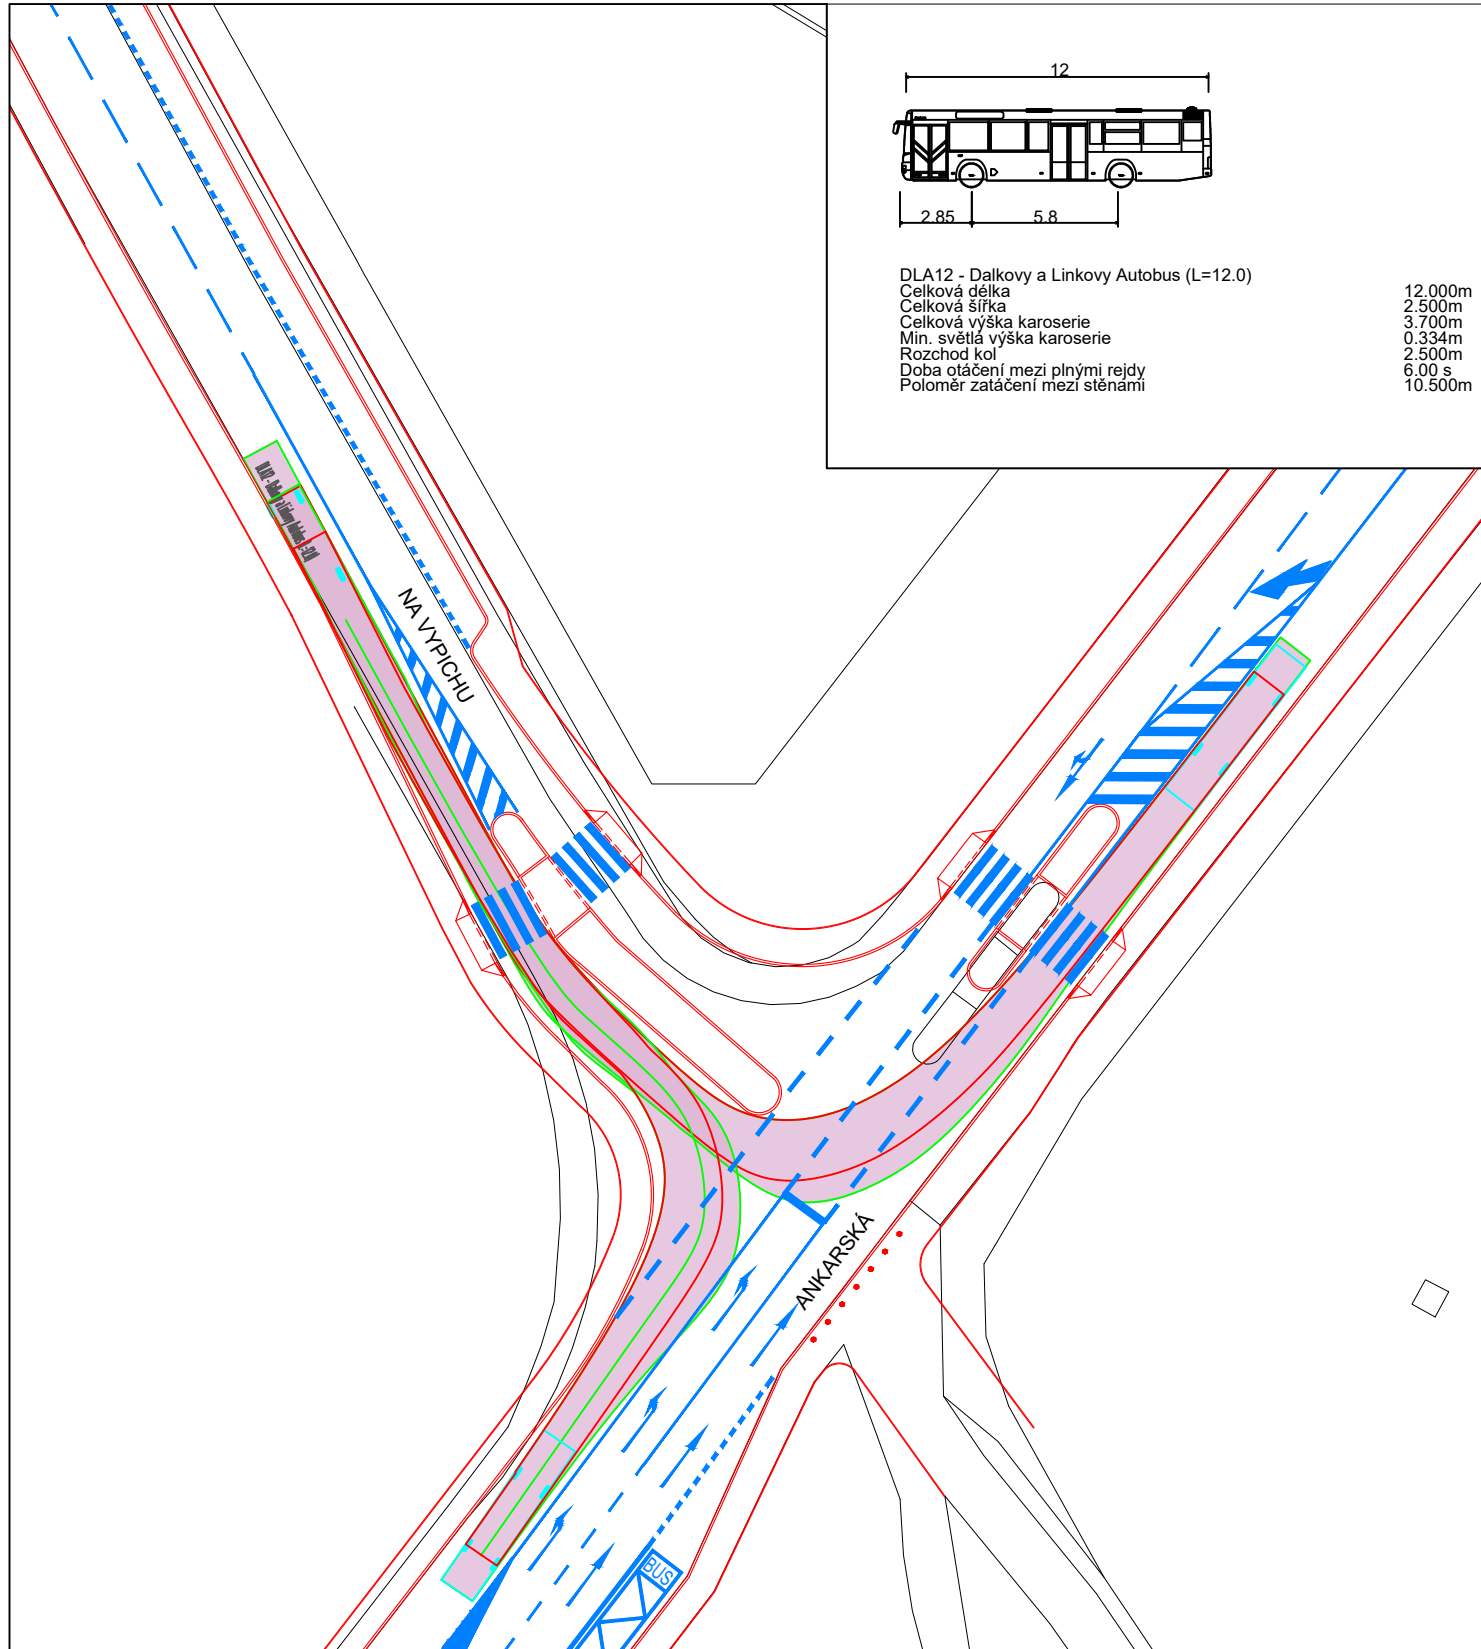 12
2.85
5.8
DLA12 - Dalkovy a Linkovy Autobus (L=12.0)
Celková délka 12.000m
Celková šířka 2.500m
Celková výška karoserie 3.700m
Min. světlá výška karoserie 0.334m
Rozchod kol 2.500m
Doba otáčení mezi plnými rejdy 6.00 s
Poloměr zatáčení mezi stěnami 10.500m
NA VYPICHU
ANKARSKÁ
BUS